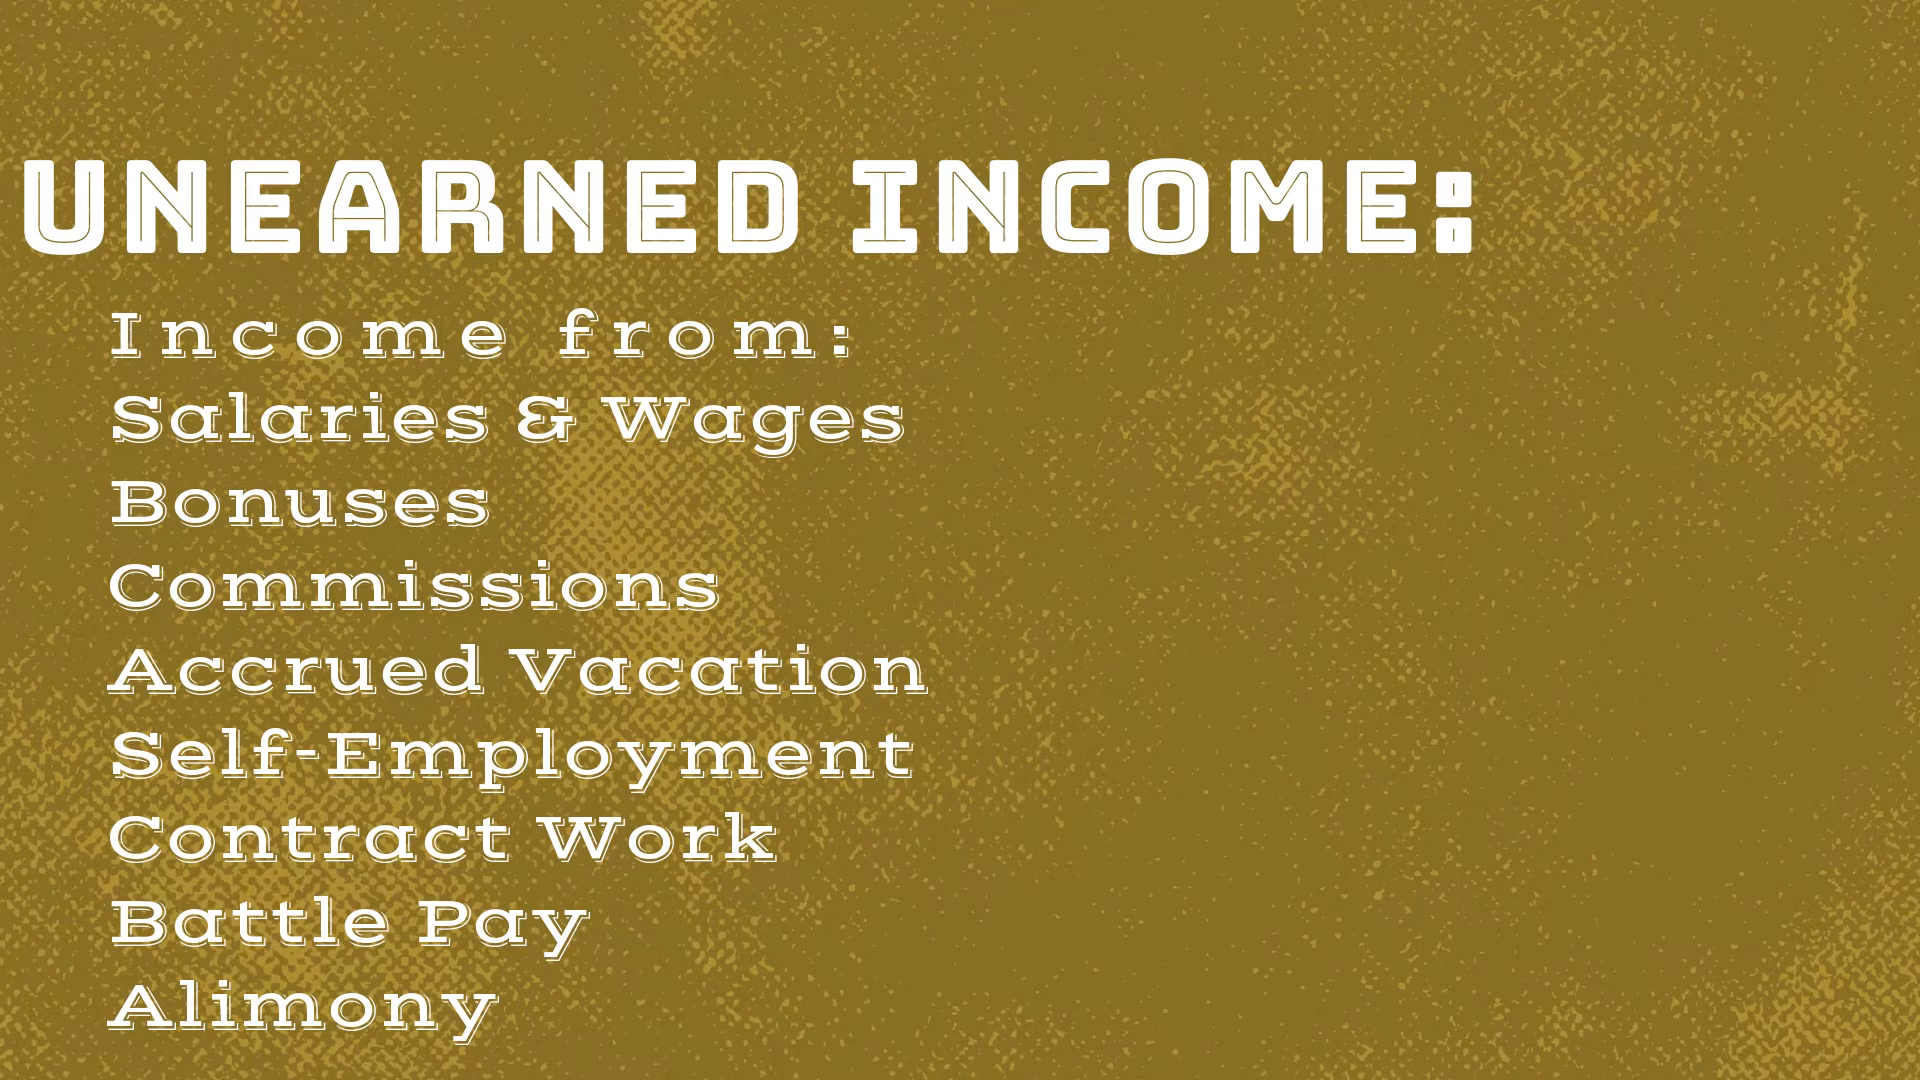 UNEARNED INCOME:
Income from:
Salaries & Wages
Bonuses
Commissions
Accrued Vacation
Self-Employment
Contract Work
Battle Pay
Alimony